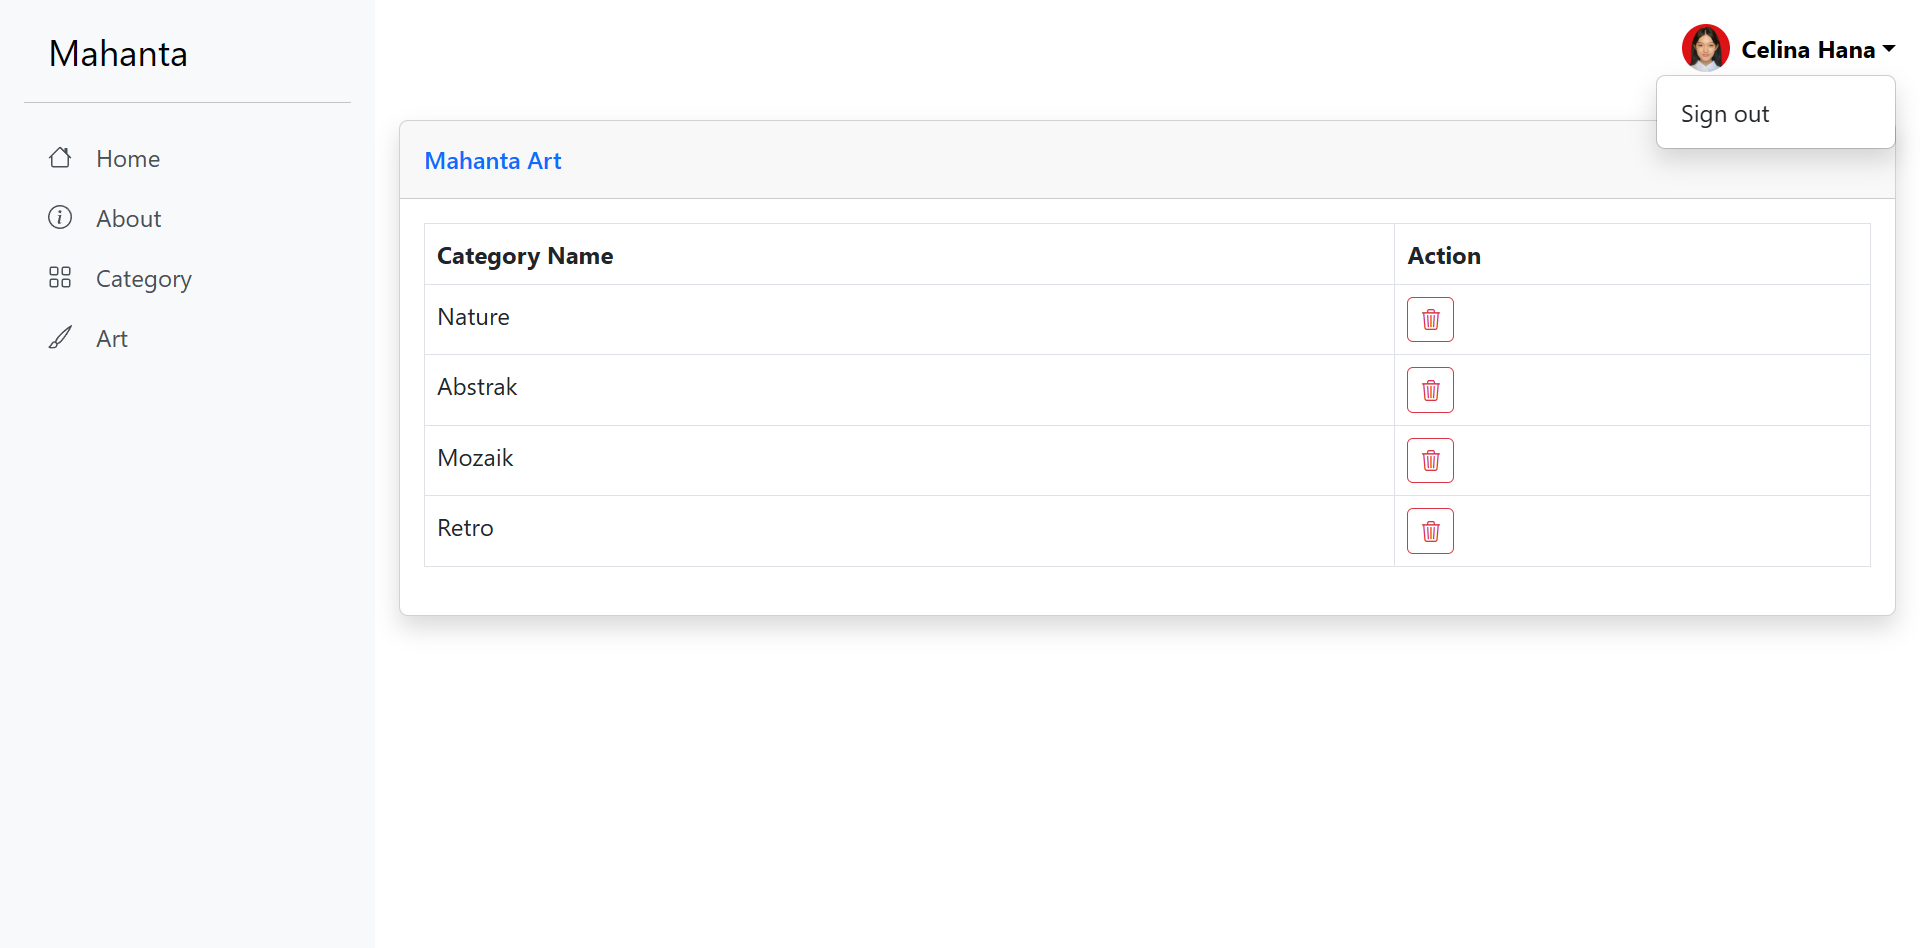 Mahanta
Home
About
Category
Art
Celina Hana
Sign out
Mahanta Art
Category Name Action
Nature
Abstrak
Mozaik
Retro